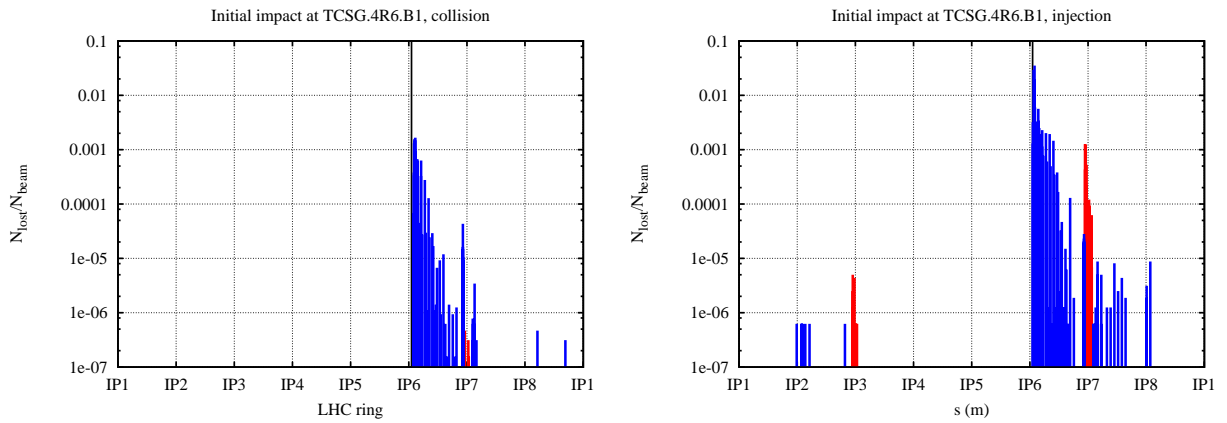 Initial impact at TCSG.4R6.B1, collision
0.1
0.01
0.001
0.0001
1e-05
1e-06
1e-07
N_lost/N_beam
IP1 IP2 IP3 IP4 IP5 IP6 IP7 IP8 IP1
LHC ring
Initial impact at TCSG.4R6.B1, injection
0.1
0.01
0.001
0.0001
1e-05
1e-06
1e-07
N_lost/N_beam
IP1 IP2 IP3 IP4 IP5 IP6 IP7 IP8 IP1
s (m)